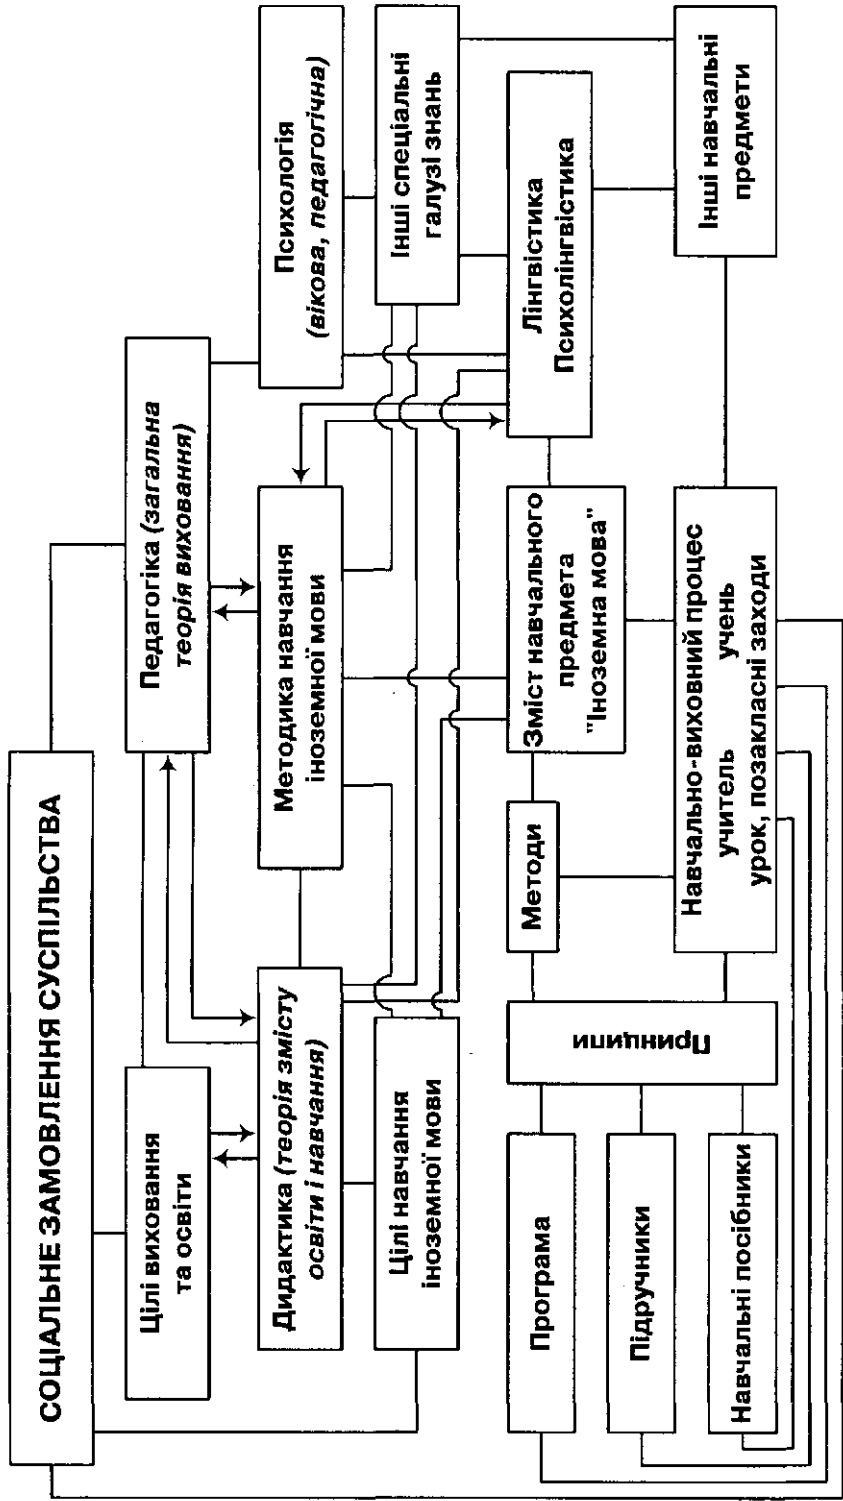 СОЦІАЛЬНЕ ЗАМОВЛЕННЯ СУСПІЛЬСТВА
Цілі виховання
та освіти
Педагогіка (загальна
теорія виховання)
Дидактика (теорія змісту
освіти і навчання)
Методика навчання
іноземної мови
Психологія
(вікова, педагогічна)
Цілі навчання
іноземної мови
Інші спеціальні
галузі знань
Програма
Підручники
Навчальні посібники
Принципи
Методи
Зміст навчального
предмета
"Іноземна мова"
Лінгвістика
Психолінгвістика
Навчально-виховний процес
учитель учень
урок, позакласні заходи
Інші навчальні
предмети